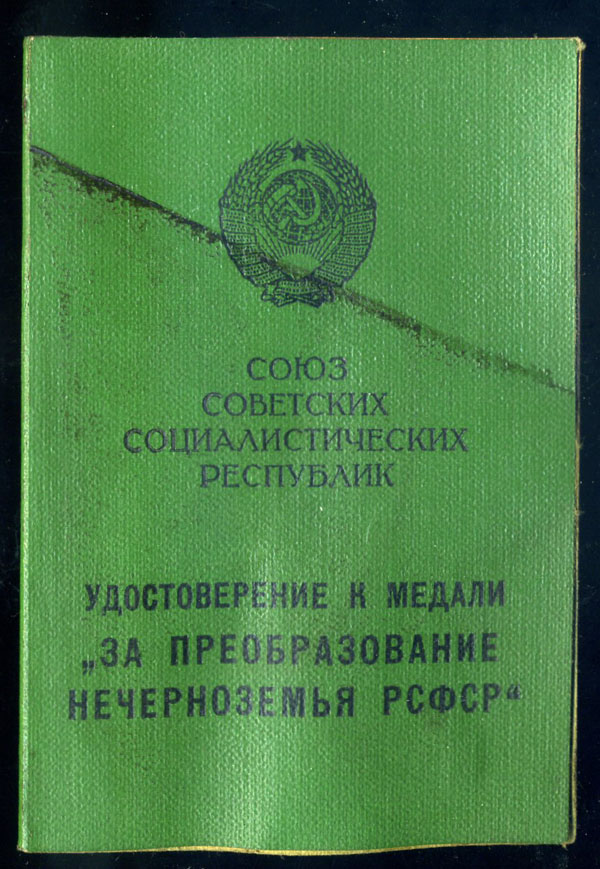 СОЮЗ
СОВЕТСКИХ
СОЦИАЛИСТИЧЕСКИХ
РЕСПУБЛИК
УДОСТОВЕРЕНИЕ К МЕДАЛИ
„ЗА ПРЕОБРАЗОВАНИЕ
НЕЧЕРНОЗЕМЬЯ РСФСР“